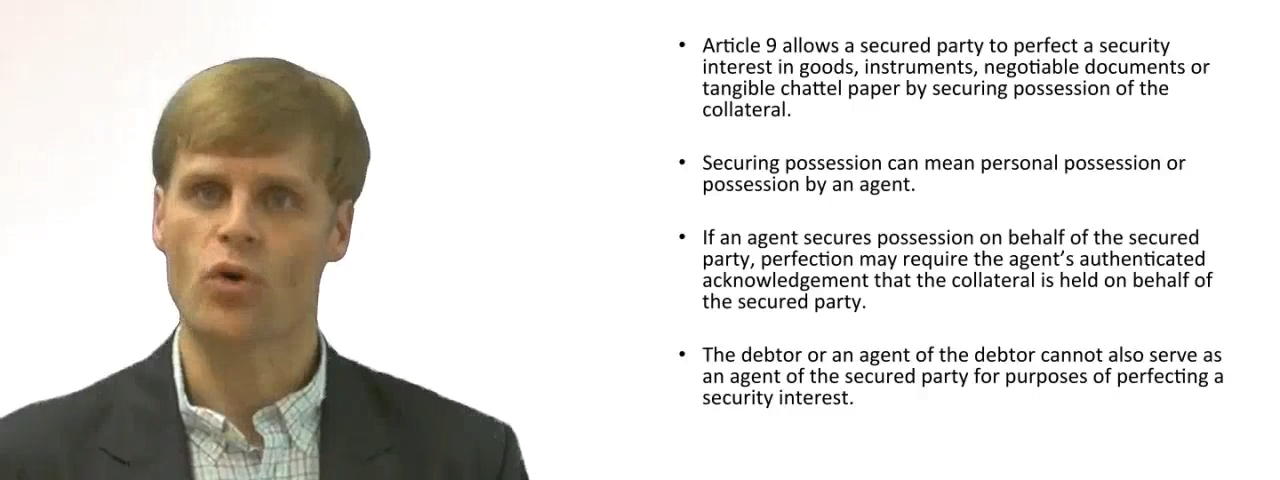 • Article 9 allows a secured party to perfect a security
interest in goods, instruments, negotiable documents or
tangible chattel paper by securing possession of the
collateral.
• Securing possession can mean personal possession or
possession by an agent.
• If an agent secures possession on behalf of the secured
party, perfection may require the agent's authenticated
acknowledgement that the collateral is held on behalf of
the secured party.
• The debtor or an agent of the debtor cannot also serve as
an agent of the secured party for purposes of perfecting a
security interest.